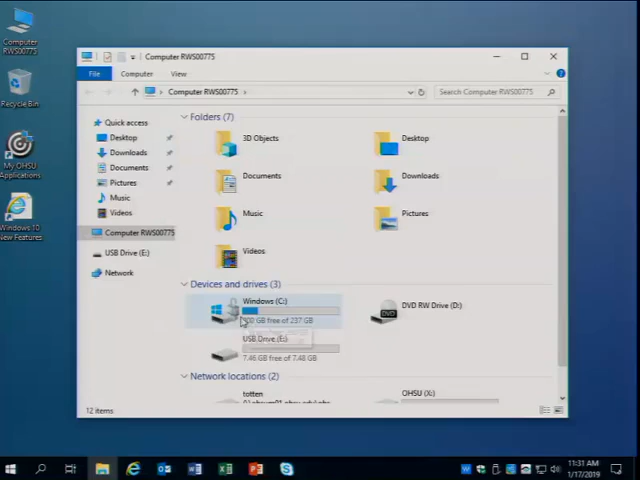 Computer
RWS00775
Recycle Bin
My OHSU
Applications
Windows 10
New Features
Computer RWS00775
File
Computer
View
Computer RWS00775
Search Computer RWS00775
Quick access
Desktop
Downloads
Documents
Pictures
Music
Videos
Computer RWS00775
USB Drive (E:)
Network
Folders (7)
3D Objects
Desktop
Documents
Downloads
Music
Pictures
Videos
Devices and drives (3)
Windows (C:)
GB free of 237 GB
DVD RW Drive (D:)
USB Drive (E:)
7.46 GB free of 7.48 GB
Network locations (2)
totten
OHSU (X:)
12 items
11:31 AM
1/17/2019